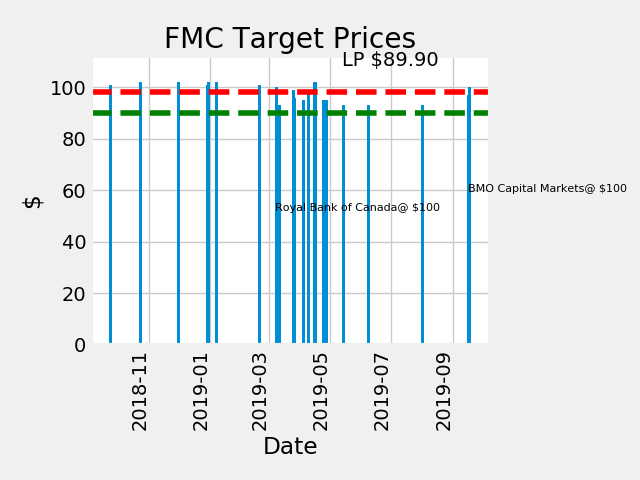 FMC Target Prices
LP $89.90
100
80
60
40
20
0
$
BMO Capital Markets@ $100
Royal Bank of Canada@ $100
2018-11
2019-01
2019-03
2019-05
2019-07
2019-09
Date